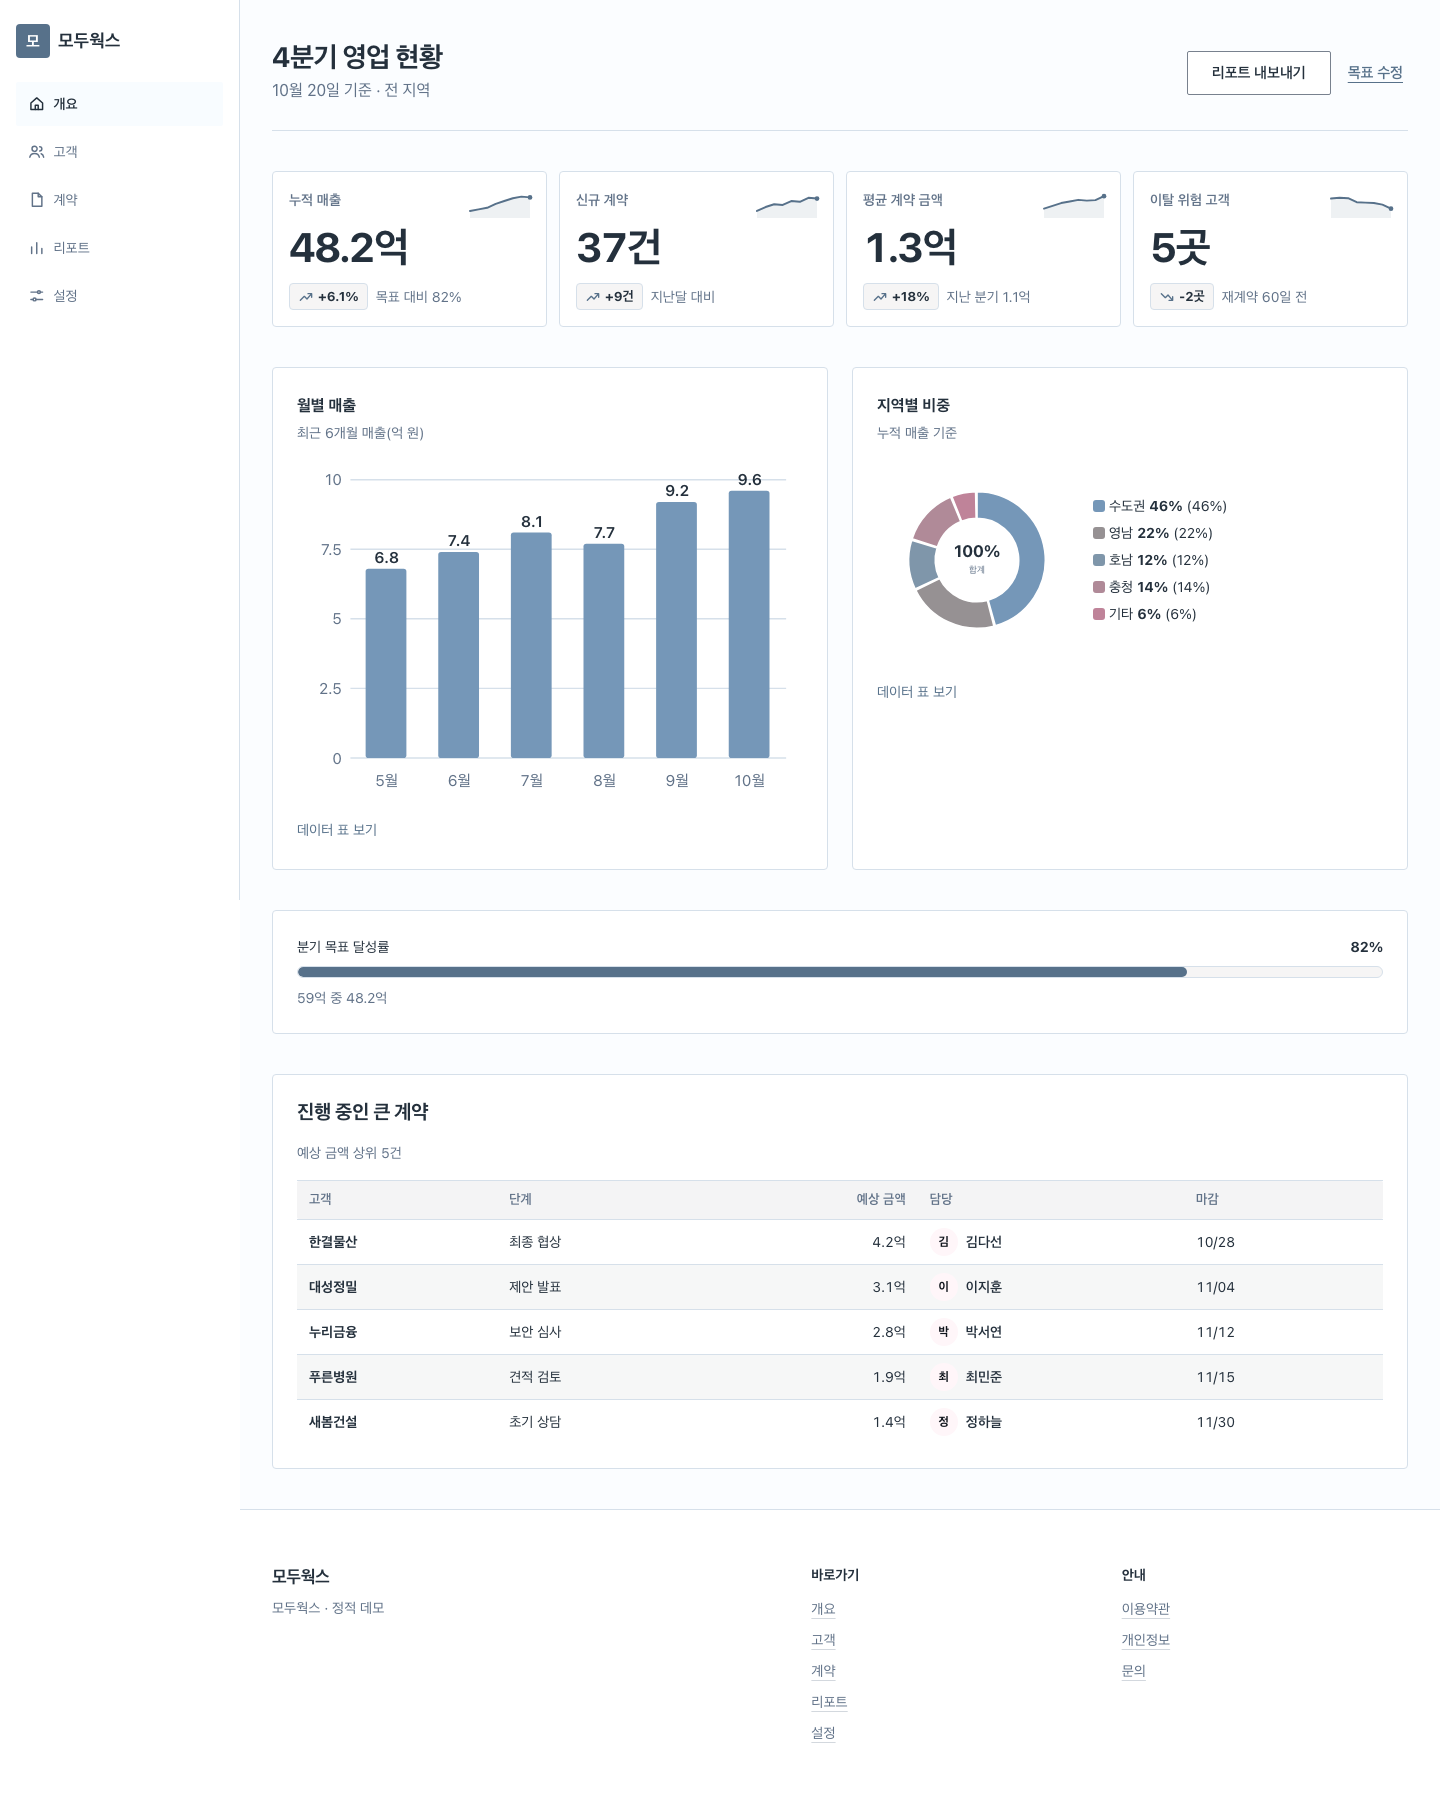 모 모두웍스
개요
고객
계약
리포트
설정
4분기 영업 현황
10월 20일 기준 · 전 지역
리포트 내보내기 목표 수정
누적 매출
48.2억
+6.1% 목표 대비 82%
신규 계약
37건
+9건 지난달 대비
평균 계약 금액
1.3억
+18% 지난 분기 1.1억
이탈 위험 고객
5곳
-2곳 재계약 60일 전
월별 매출
최근 6개월 매출(억 원)
10
7.5
5
2.5
0
6.8
7.4
8.1
7.7
9.2
9.6
5월 6월 7월 8월 9월 10월
데이터 표 보기
지역별 비중
누적 매출 기준
100%
합계
수도권 46% (46%)
영남 22% (22%)
호남 12% (12%)
충청 14% (14%)
기타 6% (6%)
데이터 표 보기
분기 목표 달성률 82%
59억 중 48.2억
진행 중인 큰 계약
예상 금액 상위 5건
고객 단계 예상 금액 담당 마감
한결물산 최종 협상 4.2억 김 김다선 10/28
대성정밀 제안 발표 3.1억 이 이지훈 11/04
누리금융 보안 심사 2.8억 박 박서연 11/12
푸른병원 견적 검토 1.9억 최 최민준 11/15
새봄건설 초기 상담 1.4억 정 정하늘 11/30
모두웍스
모두웍스 · 정적 데모
바로가기
개요
고객
계약
리포트
설정
안내
이용약관
개인정보
문의